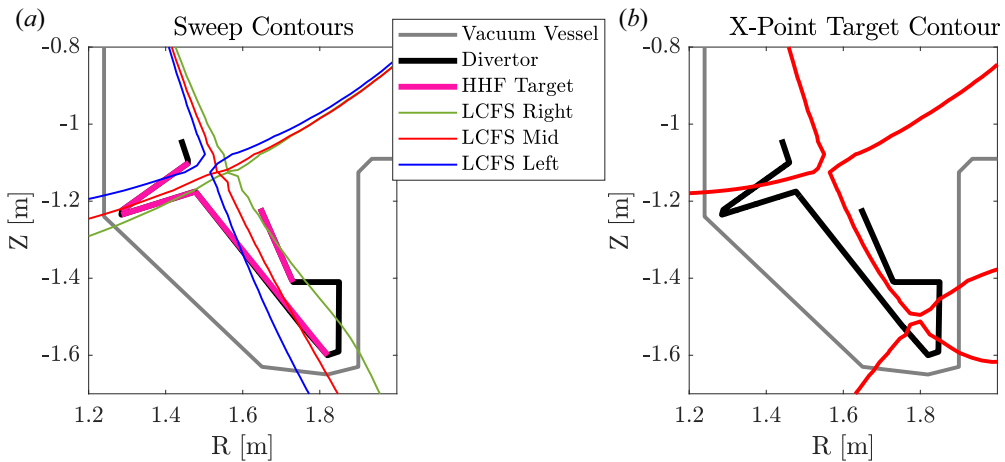 (a)
Sweep Contours
Vacuum Vessel
Divertor
HHF Target
LCFS Right
LCFS Mid
LCFS Left
-0.8
-1
-1.2
-1.4
-1.6
Z [m]
1.2 1.4 1.6 1.8
R [m]
(b)
X-Point Target Contour
-0.8
-1
-1.2
-1.4
-1.6
Z [m]
1.2 1.4 1.6 1.8
R [m]